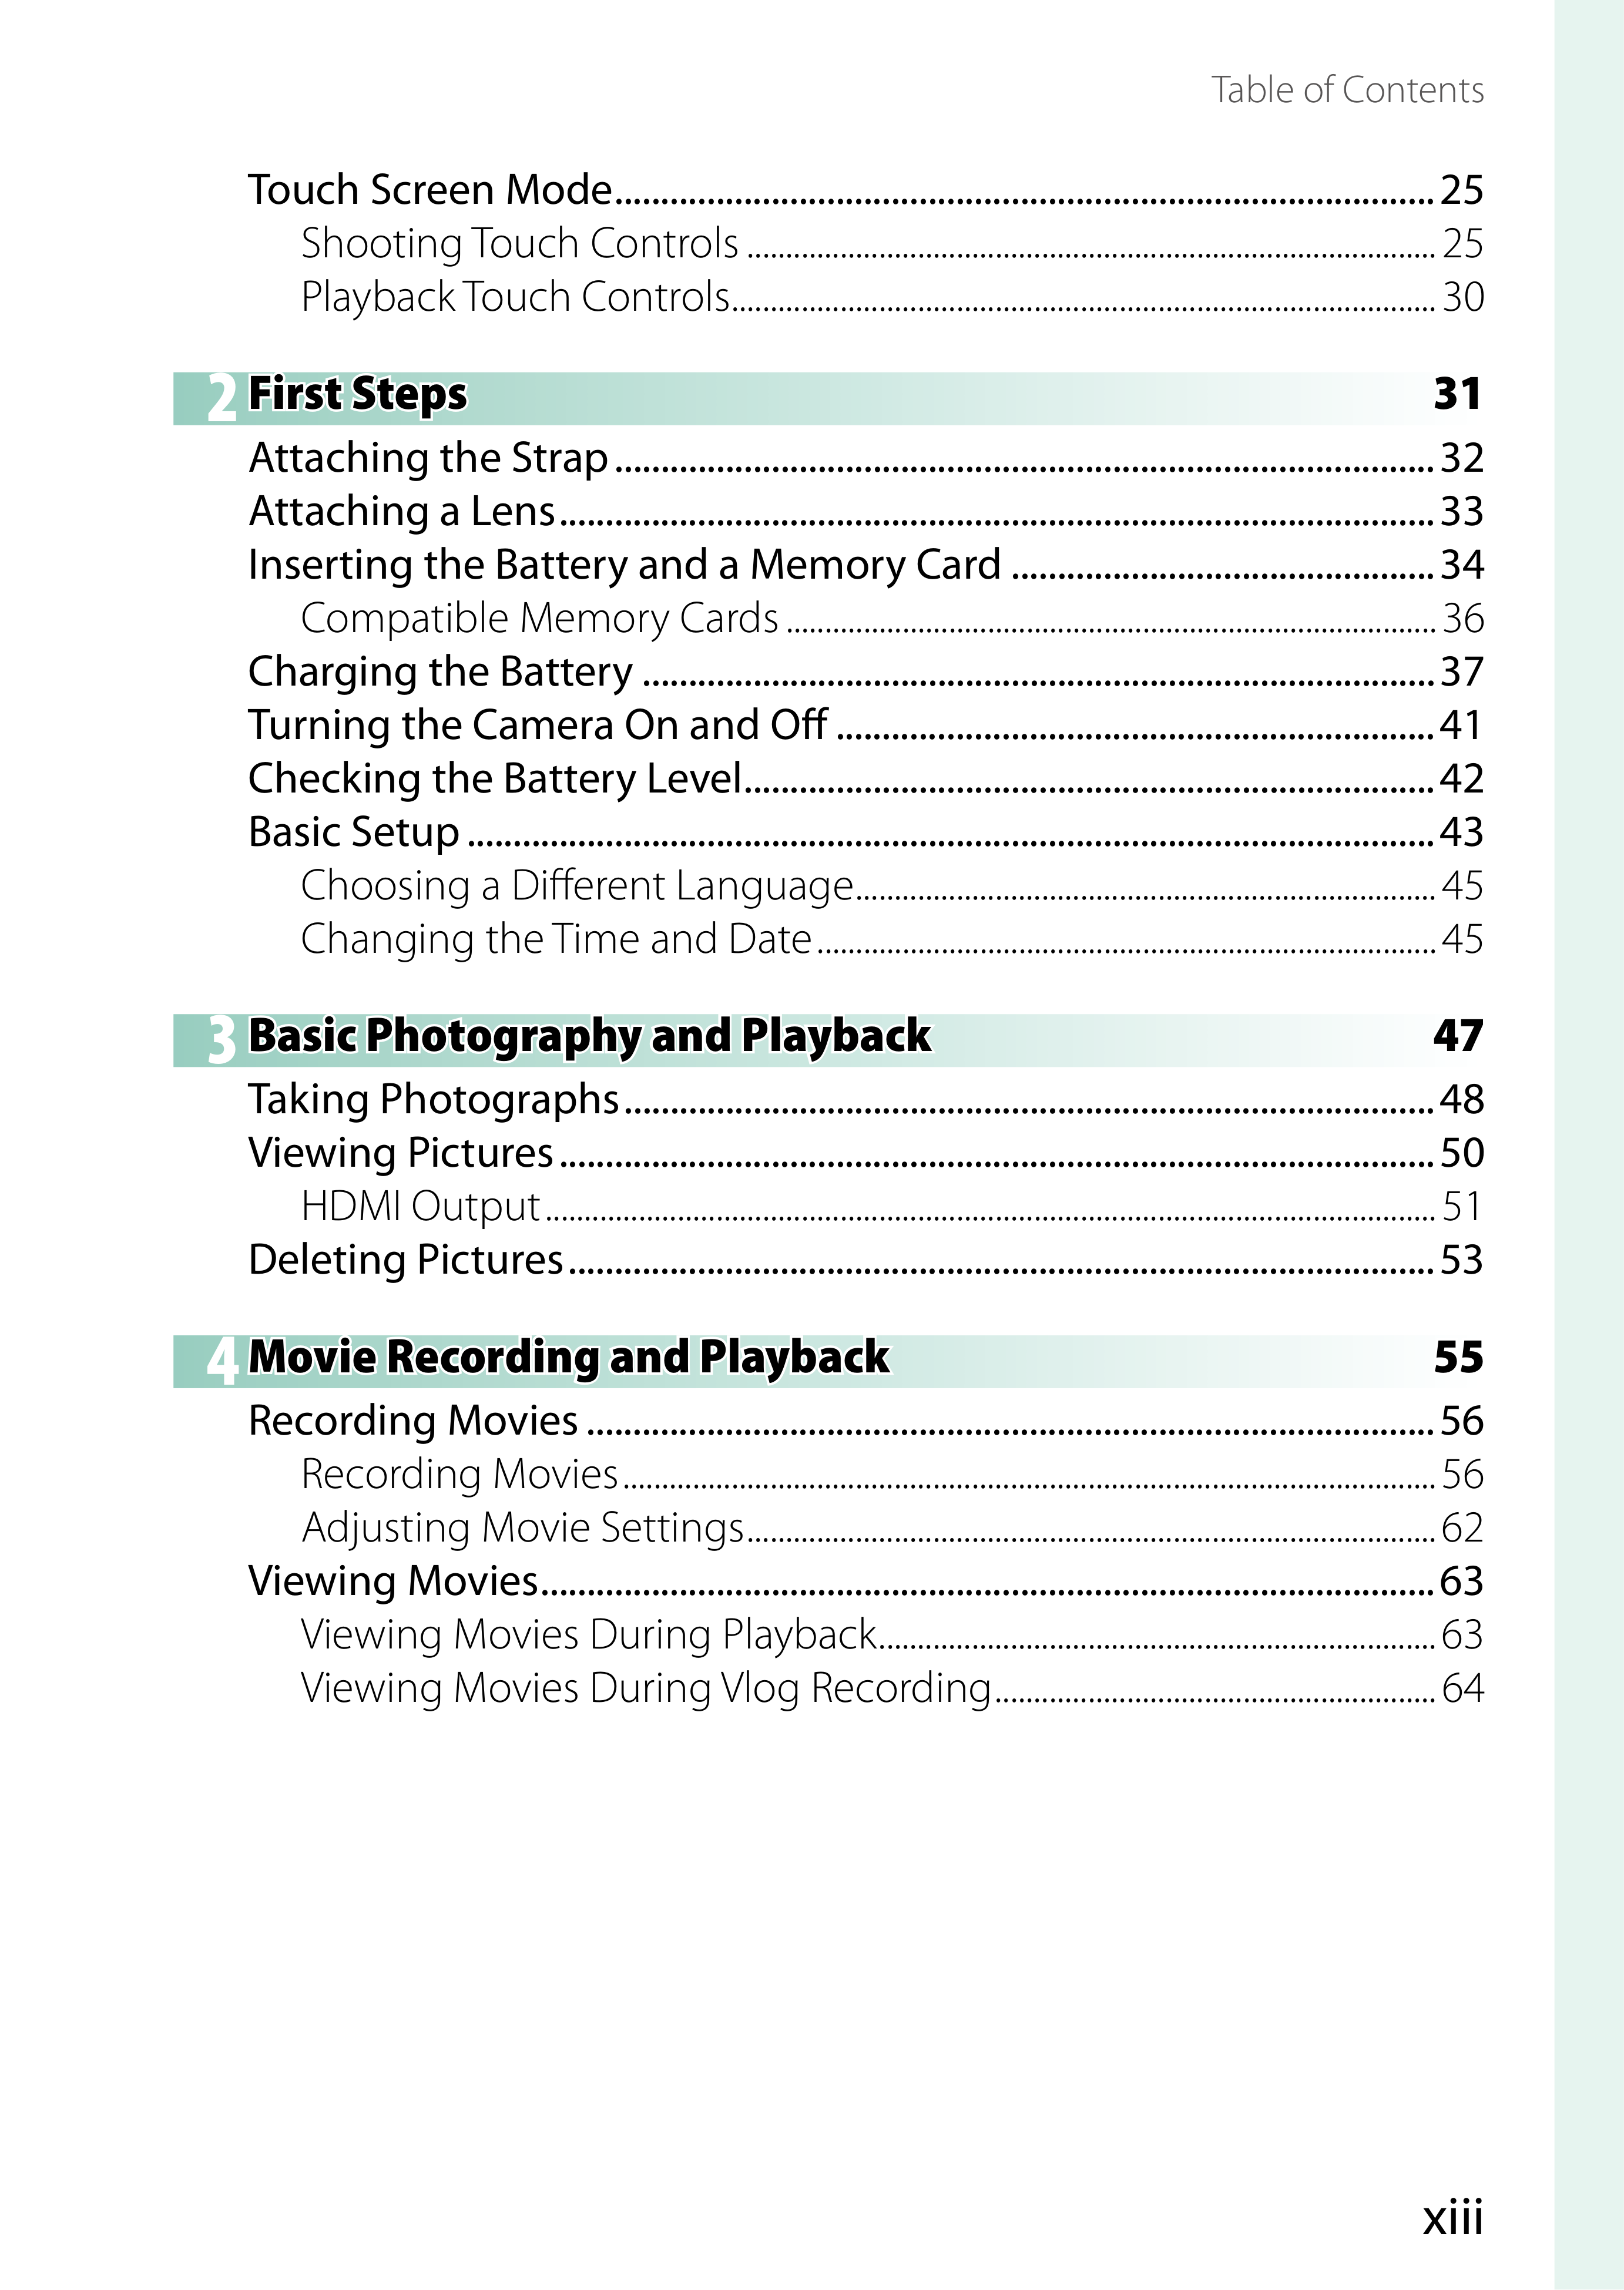 Table of Contents
Touch Screen Mode.......... 25
Shooting Touch Controls .......... 25
Playback Touch Controls.......... 30
2 First Steps 31
Attaching the Strap .......... 32
Attaching a Lens.......... 33
Inserting the Battery and a Memory Card .......... 34
Compatible Memory Cards .......... 36
Charging the Battery .......... 37
Turning the Camera On and Off .......... 41
Checking the Battery Level.......... 42
Basic Setup .......... 43
Choosing a Different Language.......... 45
Changing the Time and Date.......... 45
3 Basic Photography and Playback 47
Taking Photographs.......... 48
Viewing Pictures .......... 50
HDMI Output.......... 51
Deleting Pictures.......... 53
4 Movie Recording and Playback 55
Recording Movies .......... 56
Recording Movies.......... 56
Adjusting Movie Settings.......... 62
Viewing Movies.......... 63
Viewing Movies During Playback.......... 63
Viewing Movies During Vlog Recording.......... 64
xiii